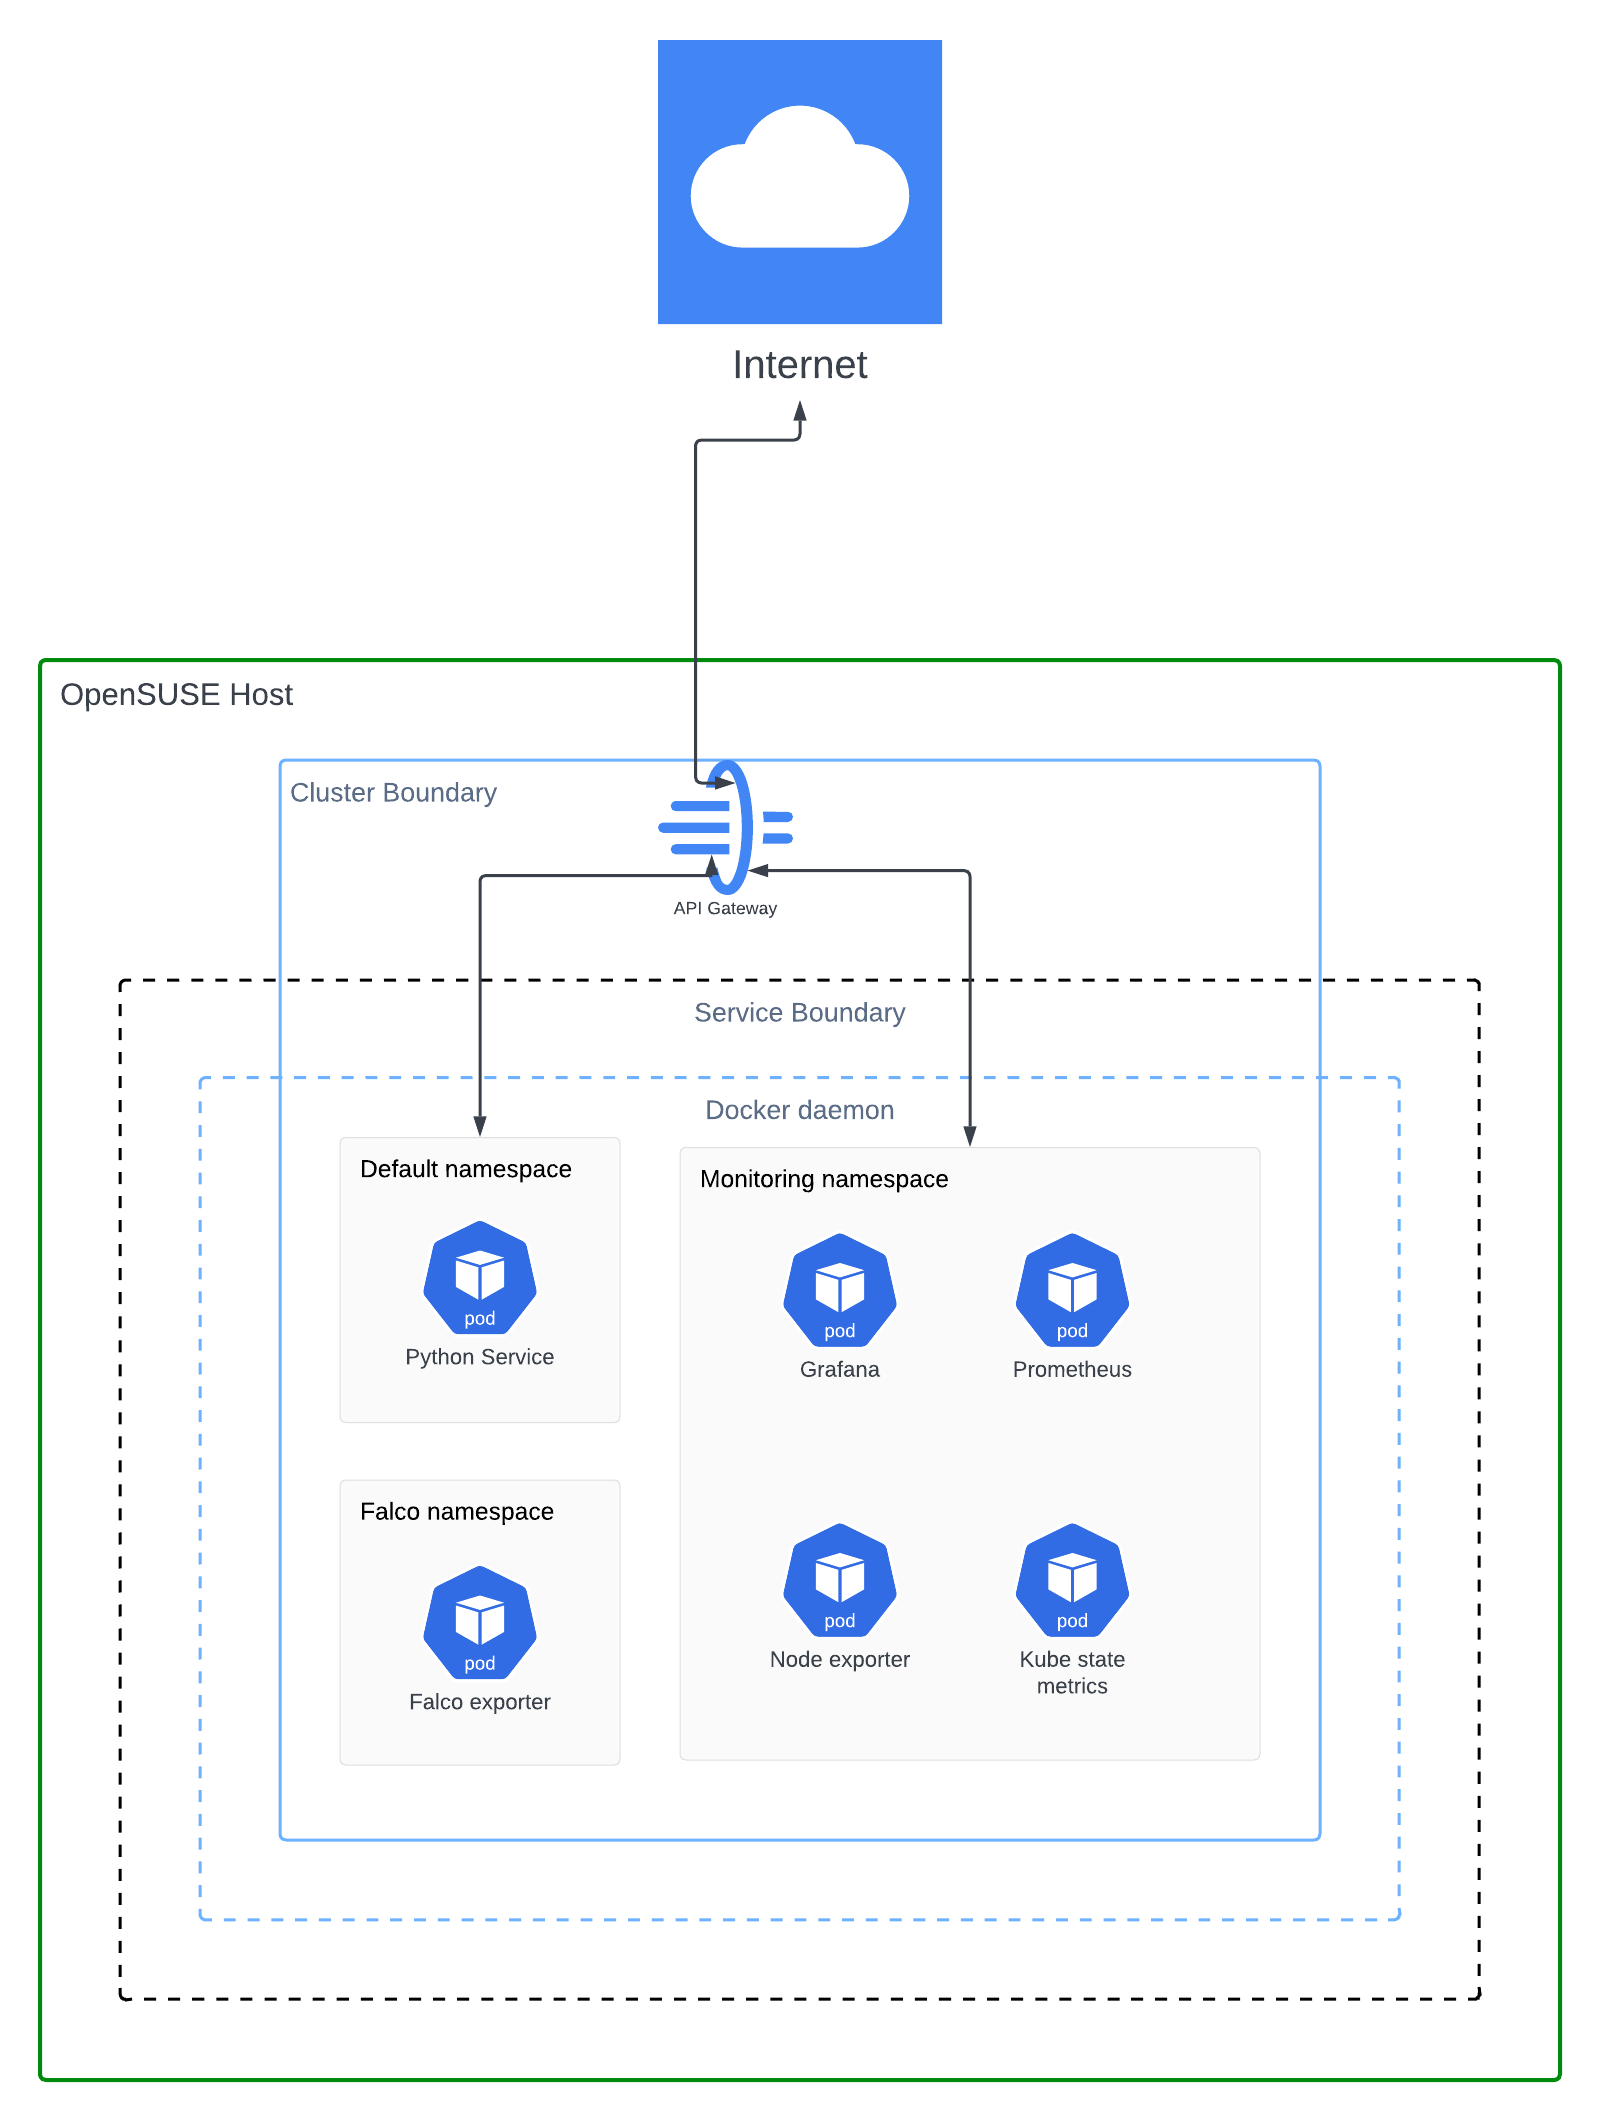 Internet
OpenSUSE Host
Cluster Boundary
API Gateway
Service Boundary
Docker daemon
Default namespace
pod
Python Service
Monitoring namespace
pod
Grafana
pod
Prometheus
Falco namespace
pod
Falco exporter
pod
Node exporter
pod
Kube state
metrics